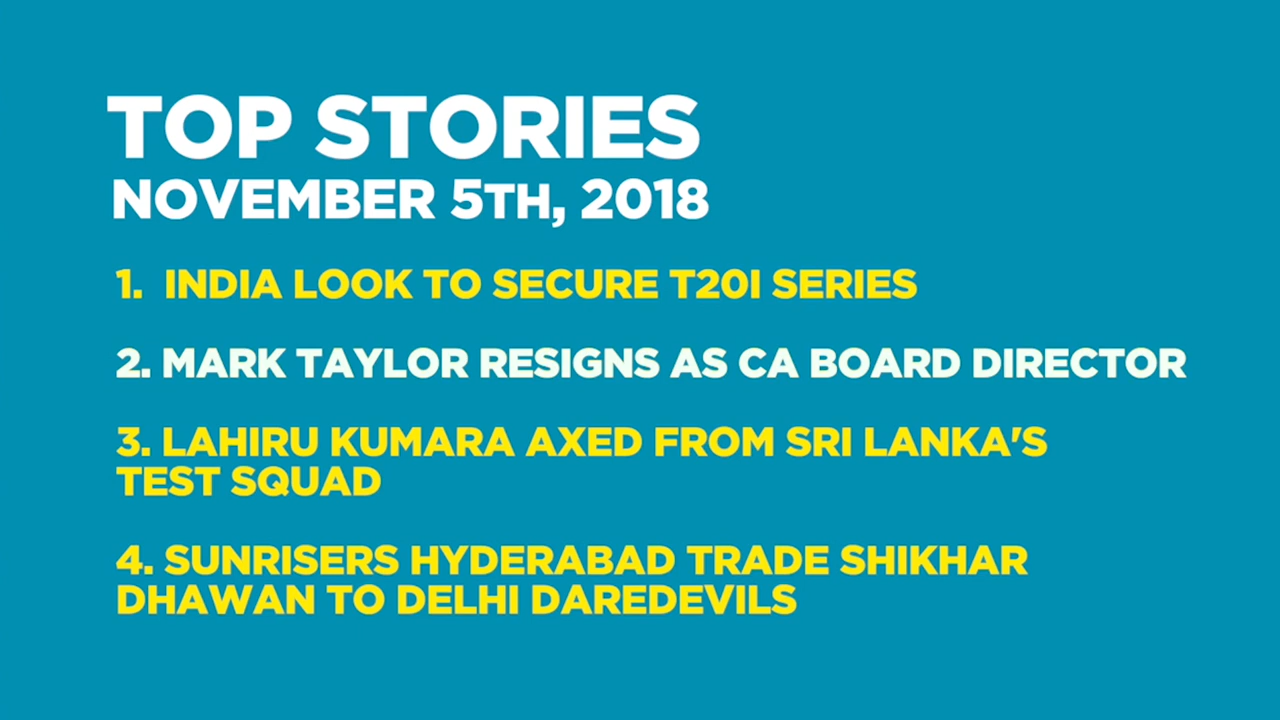 TOP STORIES
NOVEMBER 5TH, 2018
1. INDIA LOOK TO SECURE T20I SERIES
2. MARK TAYLOR RESIGNS AS CA BOARD DIRECTOR
3. LAHIRU KUMARA AXED FROM SRI LANKA'S
TEST SQUAD
4. SUNRISERS HYDERABAD TRADE SHIKHAR
DHAWAN TO DELHI DAREDEVILS